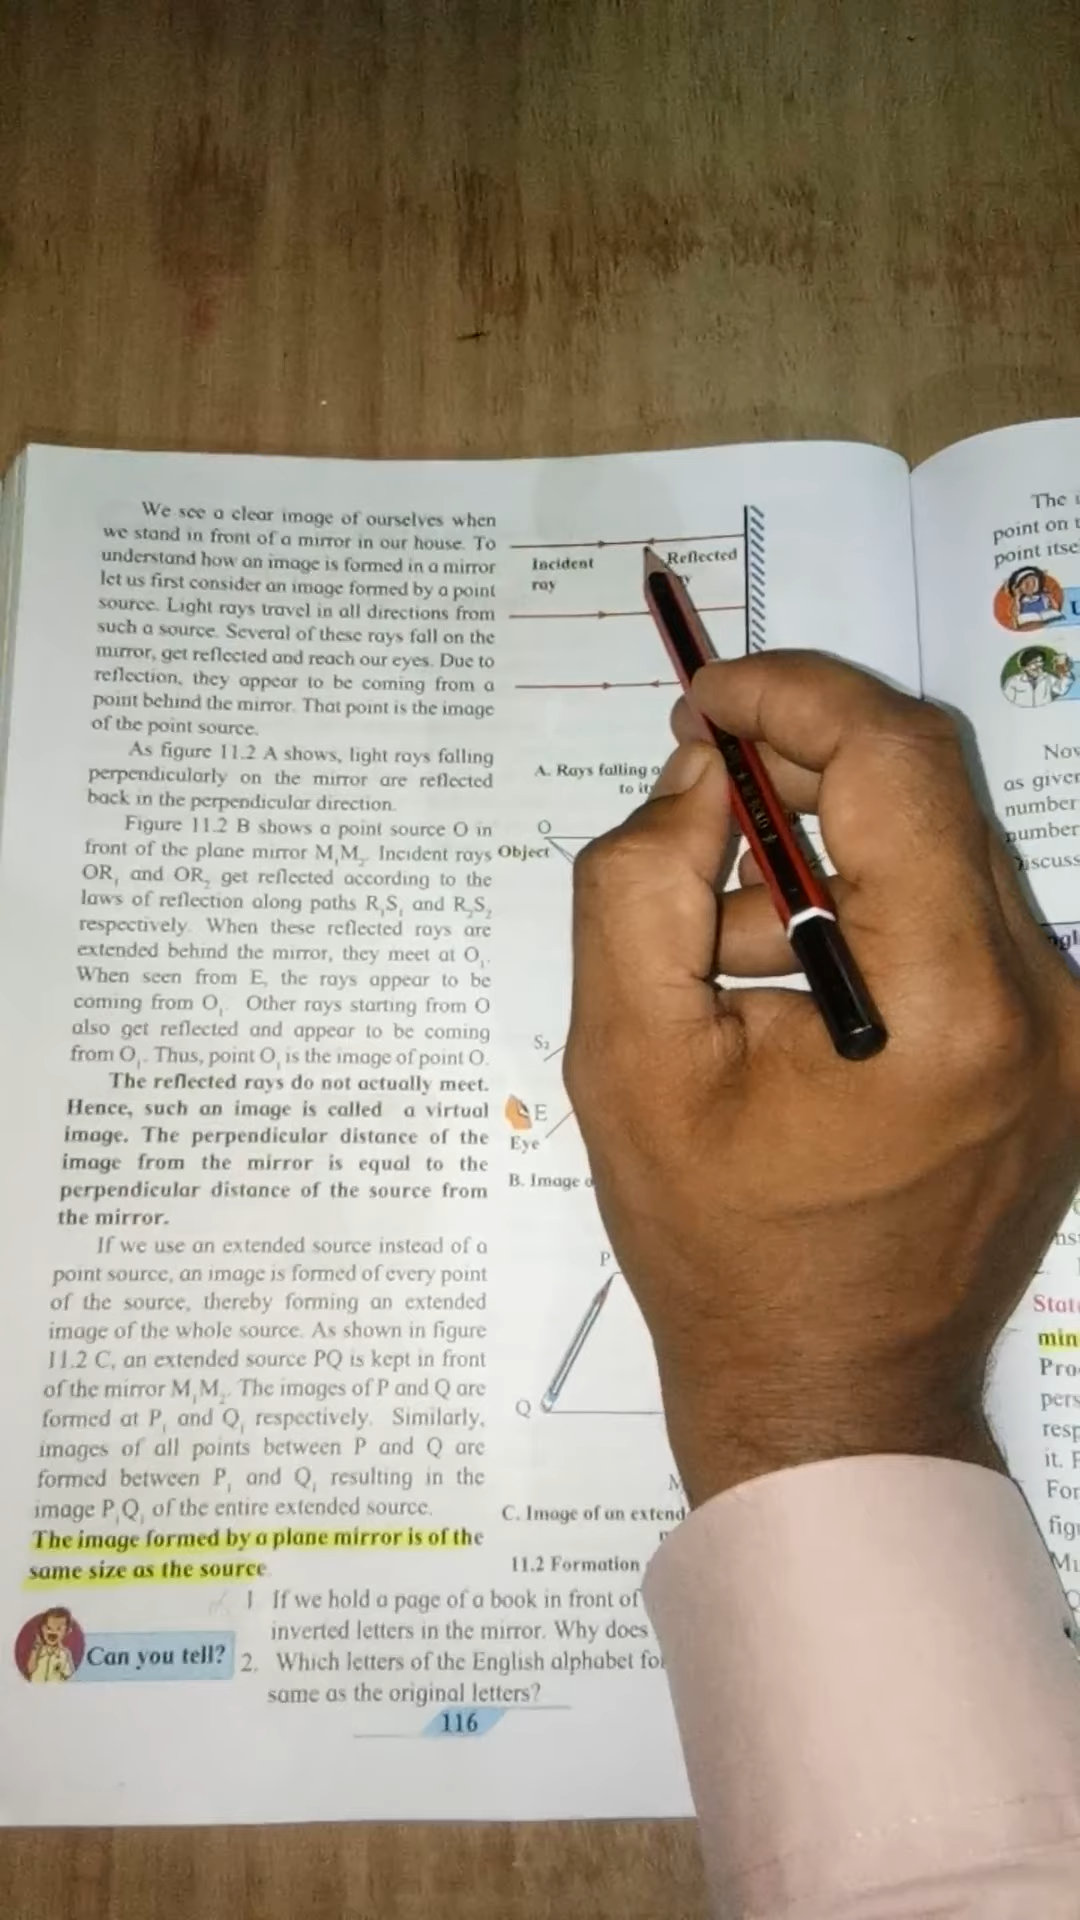 We see a clear image of ourselves when
we stand in front of a mirror in our house. To
understand how an image is formed in a mirror
let us first consider an image formed by a point
source. Light rays travel in all directions from
such a source. Several of these rays fall on the
mirror, get reflected and reach our eyes. Due to
reflection, they appear to be coming from a
point behind the mirror. That point is the image
of the point source.
As figure 11.2 A shows, light rays falling
perpendicularly on the mirror are reflected
back in the perpendicular direction.
Figure 11.2 B shows a point source O in
front of the plane mirror M₁M₂. Incident rays
OR₁ and OR₂ get reflected according to the
laws of reflection along paths R₁S₁ and R₂S₂
respectively. When these reflected rays are
extended behind the mirror, they meet at O₁.
When seen from E, the rays appear to be
coming from O₁. Other rays starting from O
also get reflected and appear to be coming
from O₁. Thus, point O₁ is the image of point O.
The reflected rays do not actually meet.
Hence, such an image is called a virtual
image. The perpendicular distance of the
image from the mirror is equal to the
perpendicular distance of the source from
the mirror.
If we use an extended source instead of a
point source, an image is formed of every point
of the source, thereby forming an extended
image of the whole source. As shown in figure
11.2 C, an extended source PQ is kept in front
of the mirror M₁M₂. The images of P and Q are
formed at P₁ and Q₁ respectively. Similarly,
images of all points between P and Q are
formed between P₁ and Q₁ resulting in the
image P₁Q₁ of the entire extended source.
The image formed by a plane mirror is of the
same size as the source
Incident
ray
Reflected
A. Rays falling
to
O
Object
S₂
E
Eye
B. Image
P
Q
M
C. Image of an extend
11.2 Formation
Can you tell?
1 If we hold a page of a book in front of
inverted letters in the mirror. Why does
2. Which letters of the English alphabet
same as the original letters?
116
The
point on
point itse
Now
as given
number
number
Discuss
State
min
Pro
pers
resp
it.
For
figu